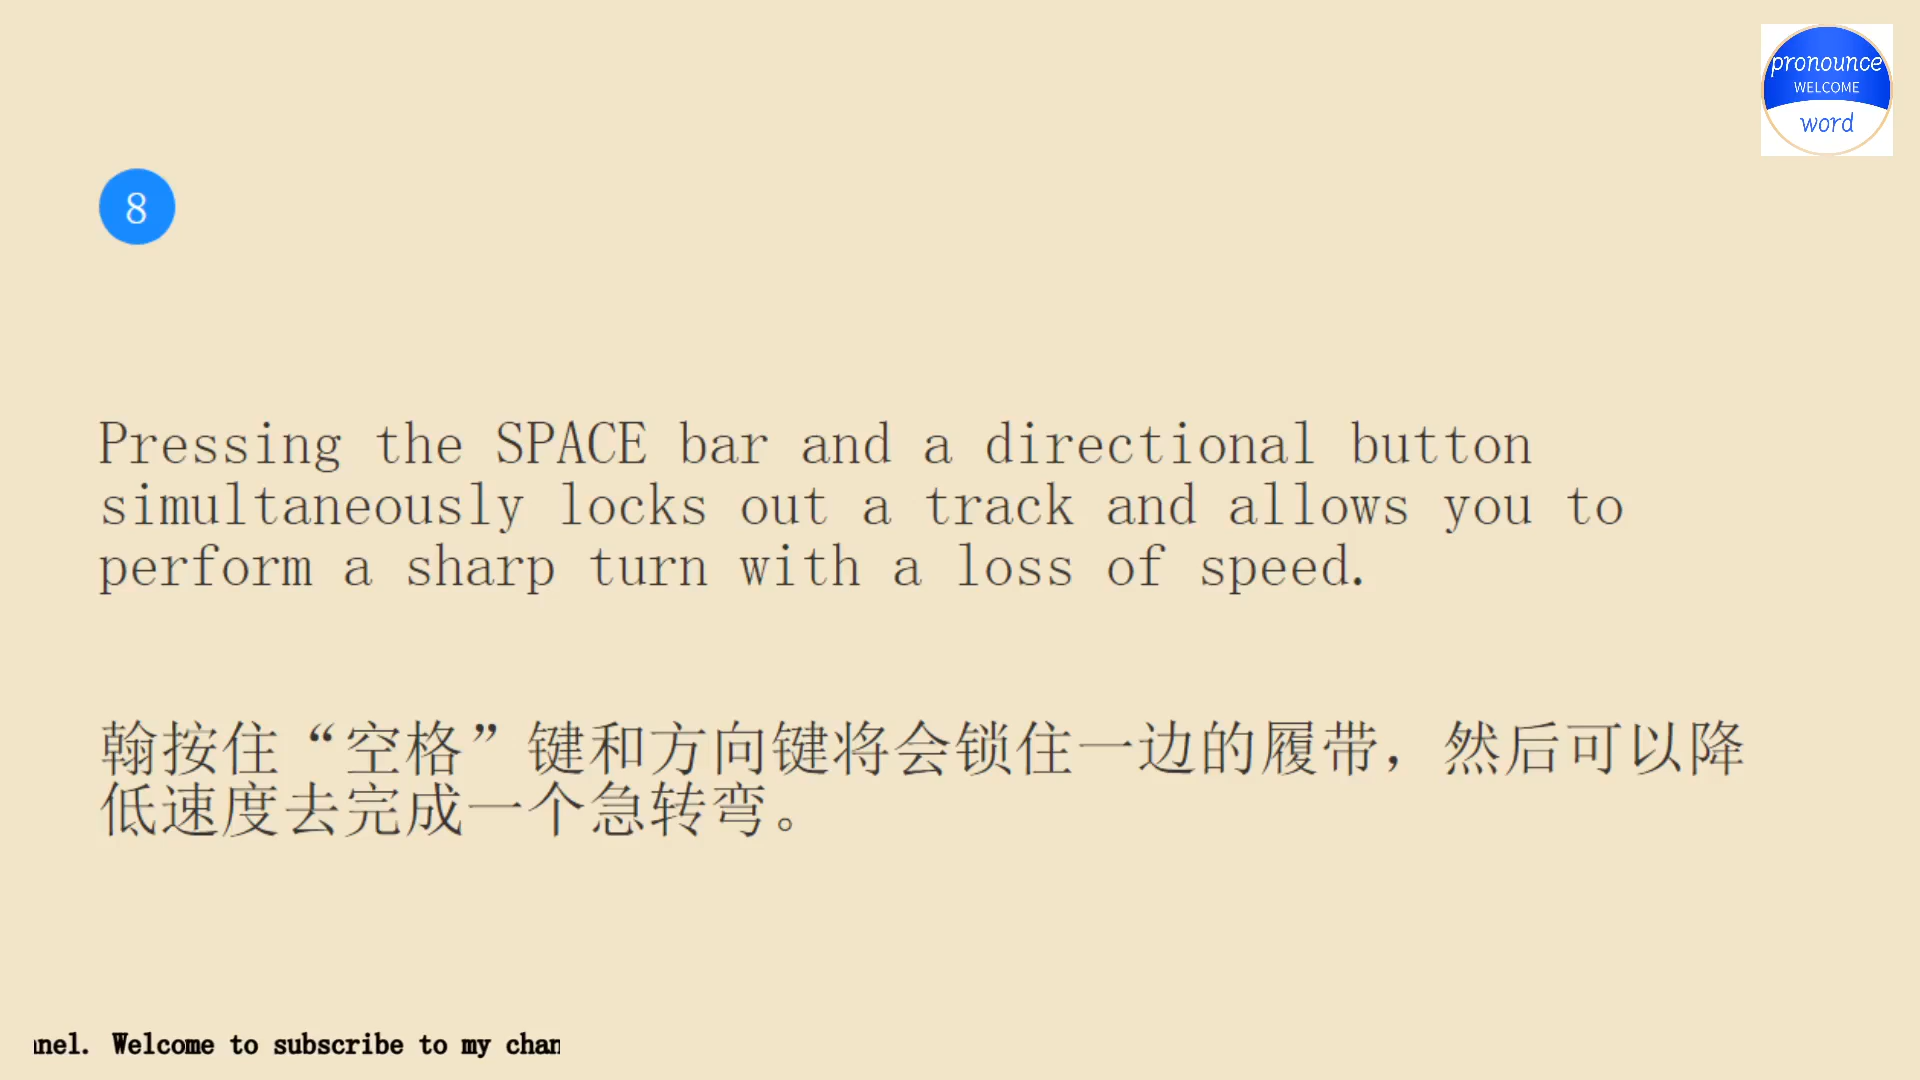 pronounce
WELCOME
word
8
Pressing the SPACE bar and a directional button
simultaneously locks out a track and allows you to
perform a sharp turn with a loss of speed.
翰按住“空格”键和方向键将会锁住一边的履带，然后可以降
低速度去完成一个急转弯。
nnel. Welcome to subscribe to my chan